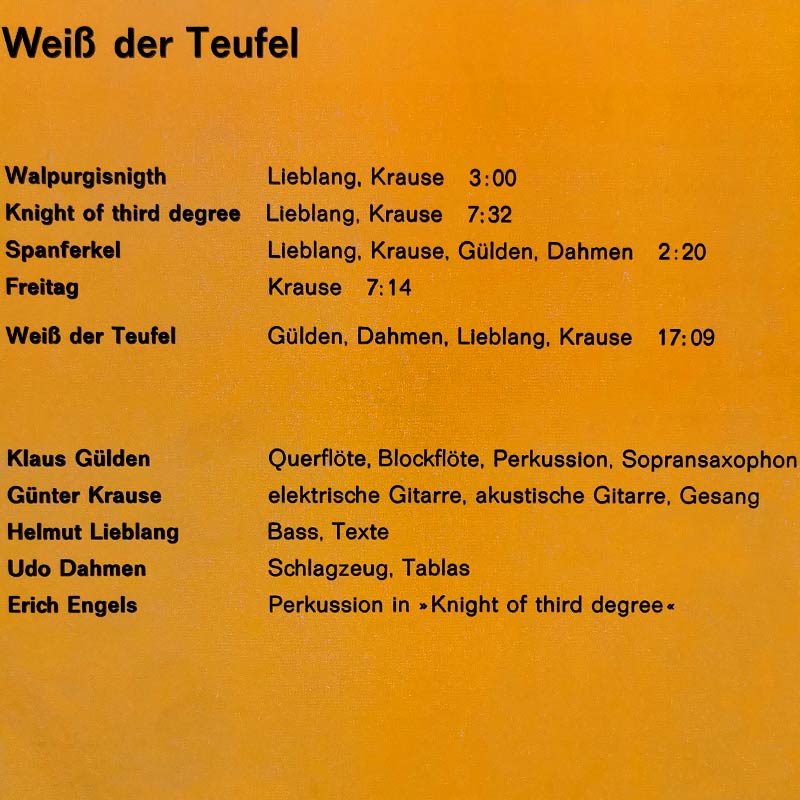 Weiß der Teufel
Walpurgisnigth Lieblang, Krause 3:00
Knight of third degree Lieblang, Krause 7:32
Spanferkel Lieblang, Krause, Gülden, Dahmen 2:20
Freitag Krause 7:14
Weiß der Teufel Gülden, Dahmen, Lieblang, Krause 17:09
Klaus Gülden Querflöte, Blockflöte, Perkussion, Sopransaxophon
Günter Krause elektrische Gitarre, akustische Gitarre, Gesang
Helmut Lieblang Bass, Texte
Udo Dahmen Schlagzeug, Tablas
Erich Engels Perkussion in »Knight of third degree«